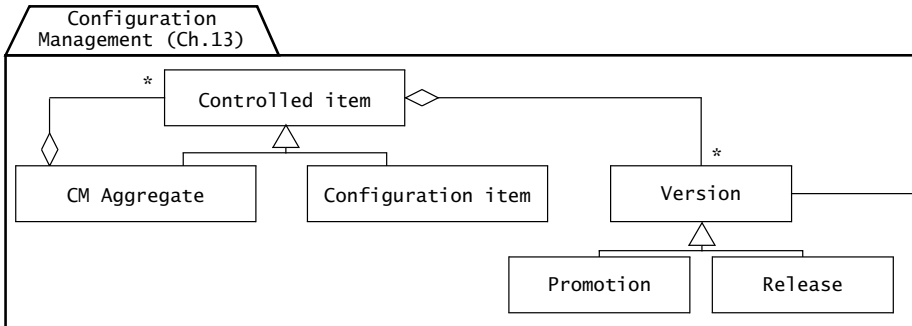 Configuration
Management (Ch.13)
*
Controlled item
*
CM Aggregate
Configuration item
Version
Promotion
Release